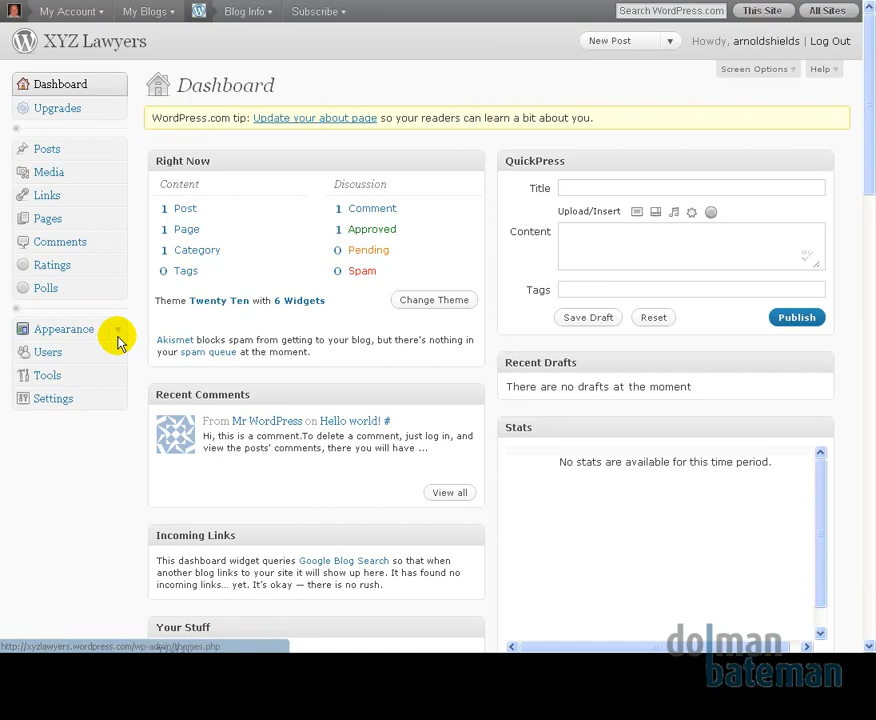 My Account My Blogs Blog Info Subscribe Search WordPress.com This Site All Sites
XYZ Lawyers New Post Howdy, arnoldshields | Log Out
Screen Options Help
Dashboard
Upgrades
Posts
Media
Links
Pages
Comments
Ratings
Polls
Appearance
Users
Tools
Settings
Dashboard
WordPress.com tip: Update your about page so your readers can learn a bit about you.
Right Now
Content Discussion
1 Post 1 Comment
1 Page 1 Approved
1 Category 0 Pending
0 Tags 0 Spam
Theme Twenty Ten with 6 Widgets Change Theme
Akismet blocks spam from getting to your blog, but there's nothing in
your spam queue at the moment.
Recent Comments
From Mr WordPress on Hello world! #
Hi, this is a comment.To delete a comment, just log in, and
view the posts' comments, there you will have ...
View all
Incoming Links
This dashboard widget queries Google Blog Search so that when
another blog links to your site it will show up here. It has found no
incoming links... yet. It's okay — there is no rush.
Your Stuff
QuickPress
Title
Upload/Insert
Content
Tags
Save Draft Reset Publish
Recent Drafts
There are no drafts at the moment
Stats
No stats are available for this time period.
http://xyzlawyers.wordpress.com/wp-admin/themes.php
dolman
bateman